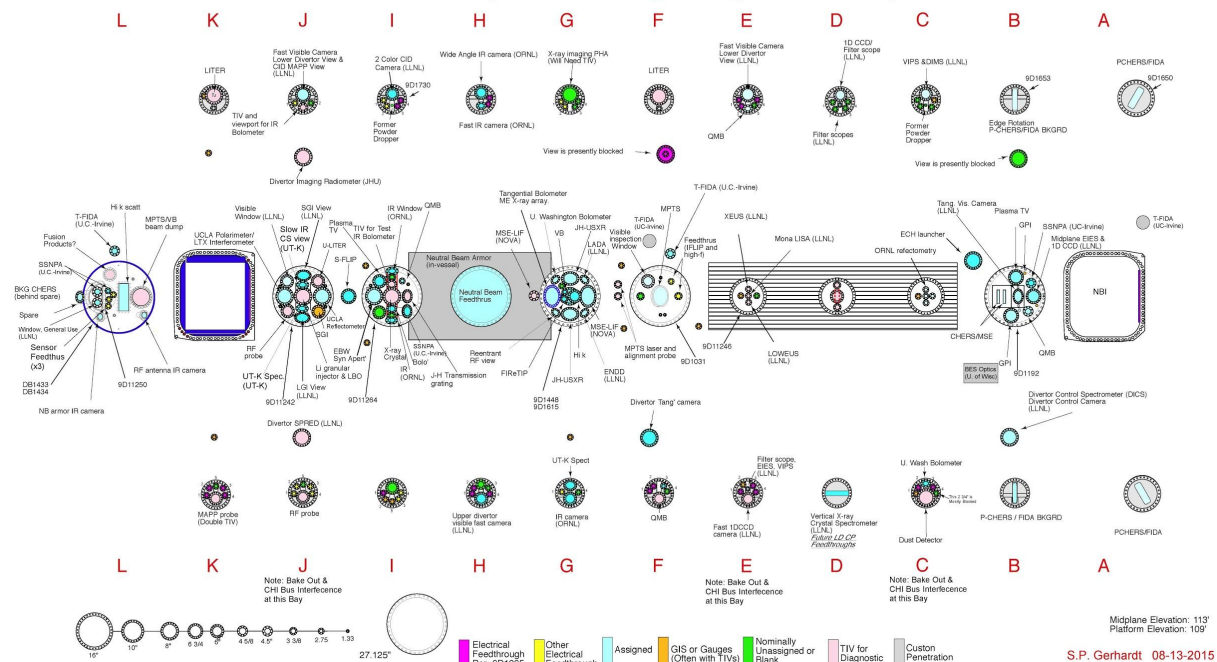 L K J I H G F E D C B A
LITER
Fast Visible Camera
Lower Divertor View &
CID MAPP View
(LLNL)
2 Color CID
Camera (LLNL)
9D1730
Wide Angle IR camera (ORNL)
X-ray imaging PHA
(Will Need TIV)
LITER
Fast Visible Camera
Lower Divertor
View (LLNL)
1D CCD/
Filter scope
(LLNL)
VIPS &DIMS (LLNL)
9D1653
PCHERS/FIDA
9D1650
TIV and
viewport for IR
Bolometer
Former
Powder
Dropper
Fast IR camera (ORNL)
QMB
Filter scopes
(LLNL)
Former
Powder
Dropper
Edge Rotation
P-CHERS/FIDA BKGRD
View is presently blocked
View is presently blocked
Divertor Imaging Radiometer (JHU)
Hi k scatt
T-FIDA
(U.C.-Irvine)
MPTS/VB
beam dump
Fusion
Products?
SSNPA
(U.C.-Irvine)
BKG CHERS
(behind spare)
Spare
Window, General Use
(LLNL)
Sensor
Feedthus
(x3)
DB1433
DB1434
9D11250
RF antenna IR camera
NB armor IR camera
Visible
Window (LLNL)
UCLA Polarimeter/
LTX Interferometer
SGI View
(LLNL)
Slow IR
CS view
(UT-K)
Plasma
TV
U-LITER
S-FLIP
IR Window
(ORNL)
QMB
TIV for Test
IR Bolometer
RF
probe
UCLA
Reflectometer
SGI
UT-K Spec.
(UT-K)
9D11242
LGI View
(LLNL)
Li granular
injector & LBO
EBW
Syn Apert'
9D11264
X-ray
Crystal
IR
(ORNL)
SSNPA
(U.C.-Irvine)
'Bolo'
J-H Transmission
grating
Neutral Beam Armor
(in-vessel)
Neutral Beam
Feedthrus
Tangential Bolometer
ME X-ray array
MSE-LIF
(NOVA)
U. Washington Bolometer
VB
JH-USXR
LADA
(LLNL)
Reentrant
RF view
FIReTIP
9D1448
9D1615
JH-USXR
Hi k
MSE-LIF
(NOVA)
ENDD
(LLNL)
T-FIDA (U.C.-Irvine)
MPTS
T-FIDA
(UC-Irvine)
Visible
inspection
Window
Feedthrus
(IFLIP and
high-f)
MPTS laser and
alignment probe
9D1031
XEUS (LLNL)
Mona LISA (LLNL)
9D11246
LOWEUS (LLNL)
ECH launcher
ORNL refectometry
Tang. Vis. Camera
(LLNL)
Plasma TV
GPI
SSNPA (UC-Irvine)
Midplane EIES &
1D CCD (LLNL)
T-FIDA
(UC-Irvine)
NBI
CHERS/MSE
BES Optics
(U. of Wisc)
GPI
9D1192
QMB
Divertor SPRED (LLNL)
Divertor Tang' camera
Divertor Control Spectrometer (DICS)
Divertor Control Camera
(LLNL)
MAPP probe
(Double TIV)
RF probe
Upper divertor
visible fast camera
(LLNL)
UT-K Spect
IR camera
(ORNL)
QMB
Filter scope,
EIES, VIPS
(LLNL)
Fast 1DCCD
camera (LLNL)
Vertical X-ray
Crystal Spectrometer
(LLNL)
Future LD CP
Feedthroughs
U. Wash Bolometer
This 2 3/4" is
Mostly Blocked
Dust Detector
P-CHERS / FIDA BKGRD
PCHERS/FIDA
L K J I H G F E D C B A
Note: Bake Out &
CHI Bus Interfecence
at this Bay
Note: Bake Out &
CHI Bus Interfecence
at this Bay
Note: Bake Out &
CHI Bus Interfecence
at this Bay
16" 10" 8" 6 3/4 6" 4 5/8 4.5" 3 3/8 2.75 1.33
27.125"
Electrical
Feedthrough
Other
Electrical
Feedthrough
Assigned
GIS or Gauges
(Often with TIVs)
Nominally
Unassigned or
Blank
TIV for
Diagnostic
Custon
Penetration
Midplane Elevation: 113'
Platform Elevation: 109'
S.P. Gerhardt 08-13-2015